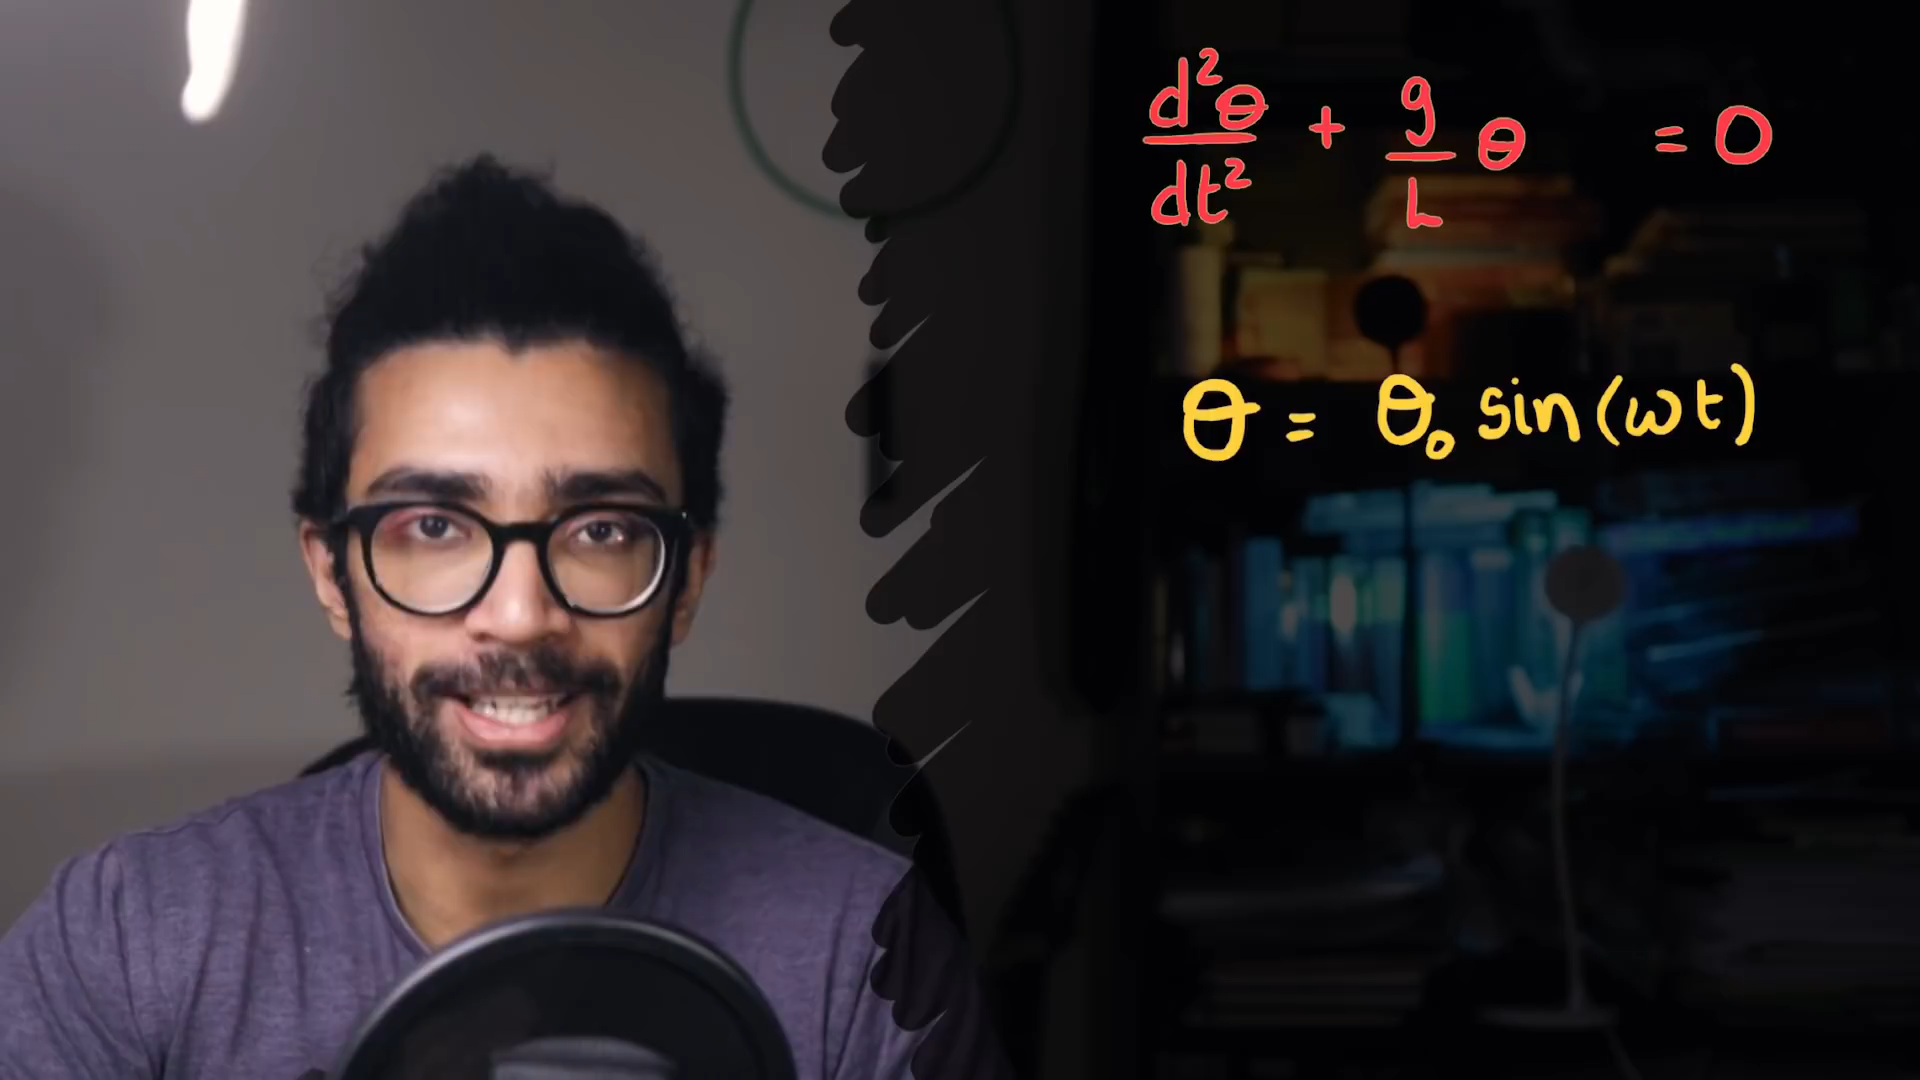 d²θ/dt² + g/L θ = 0
θ = θ₀ sin(ωt)